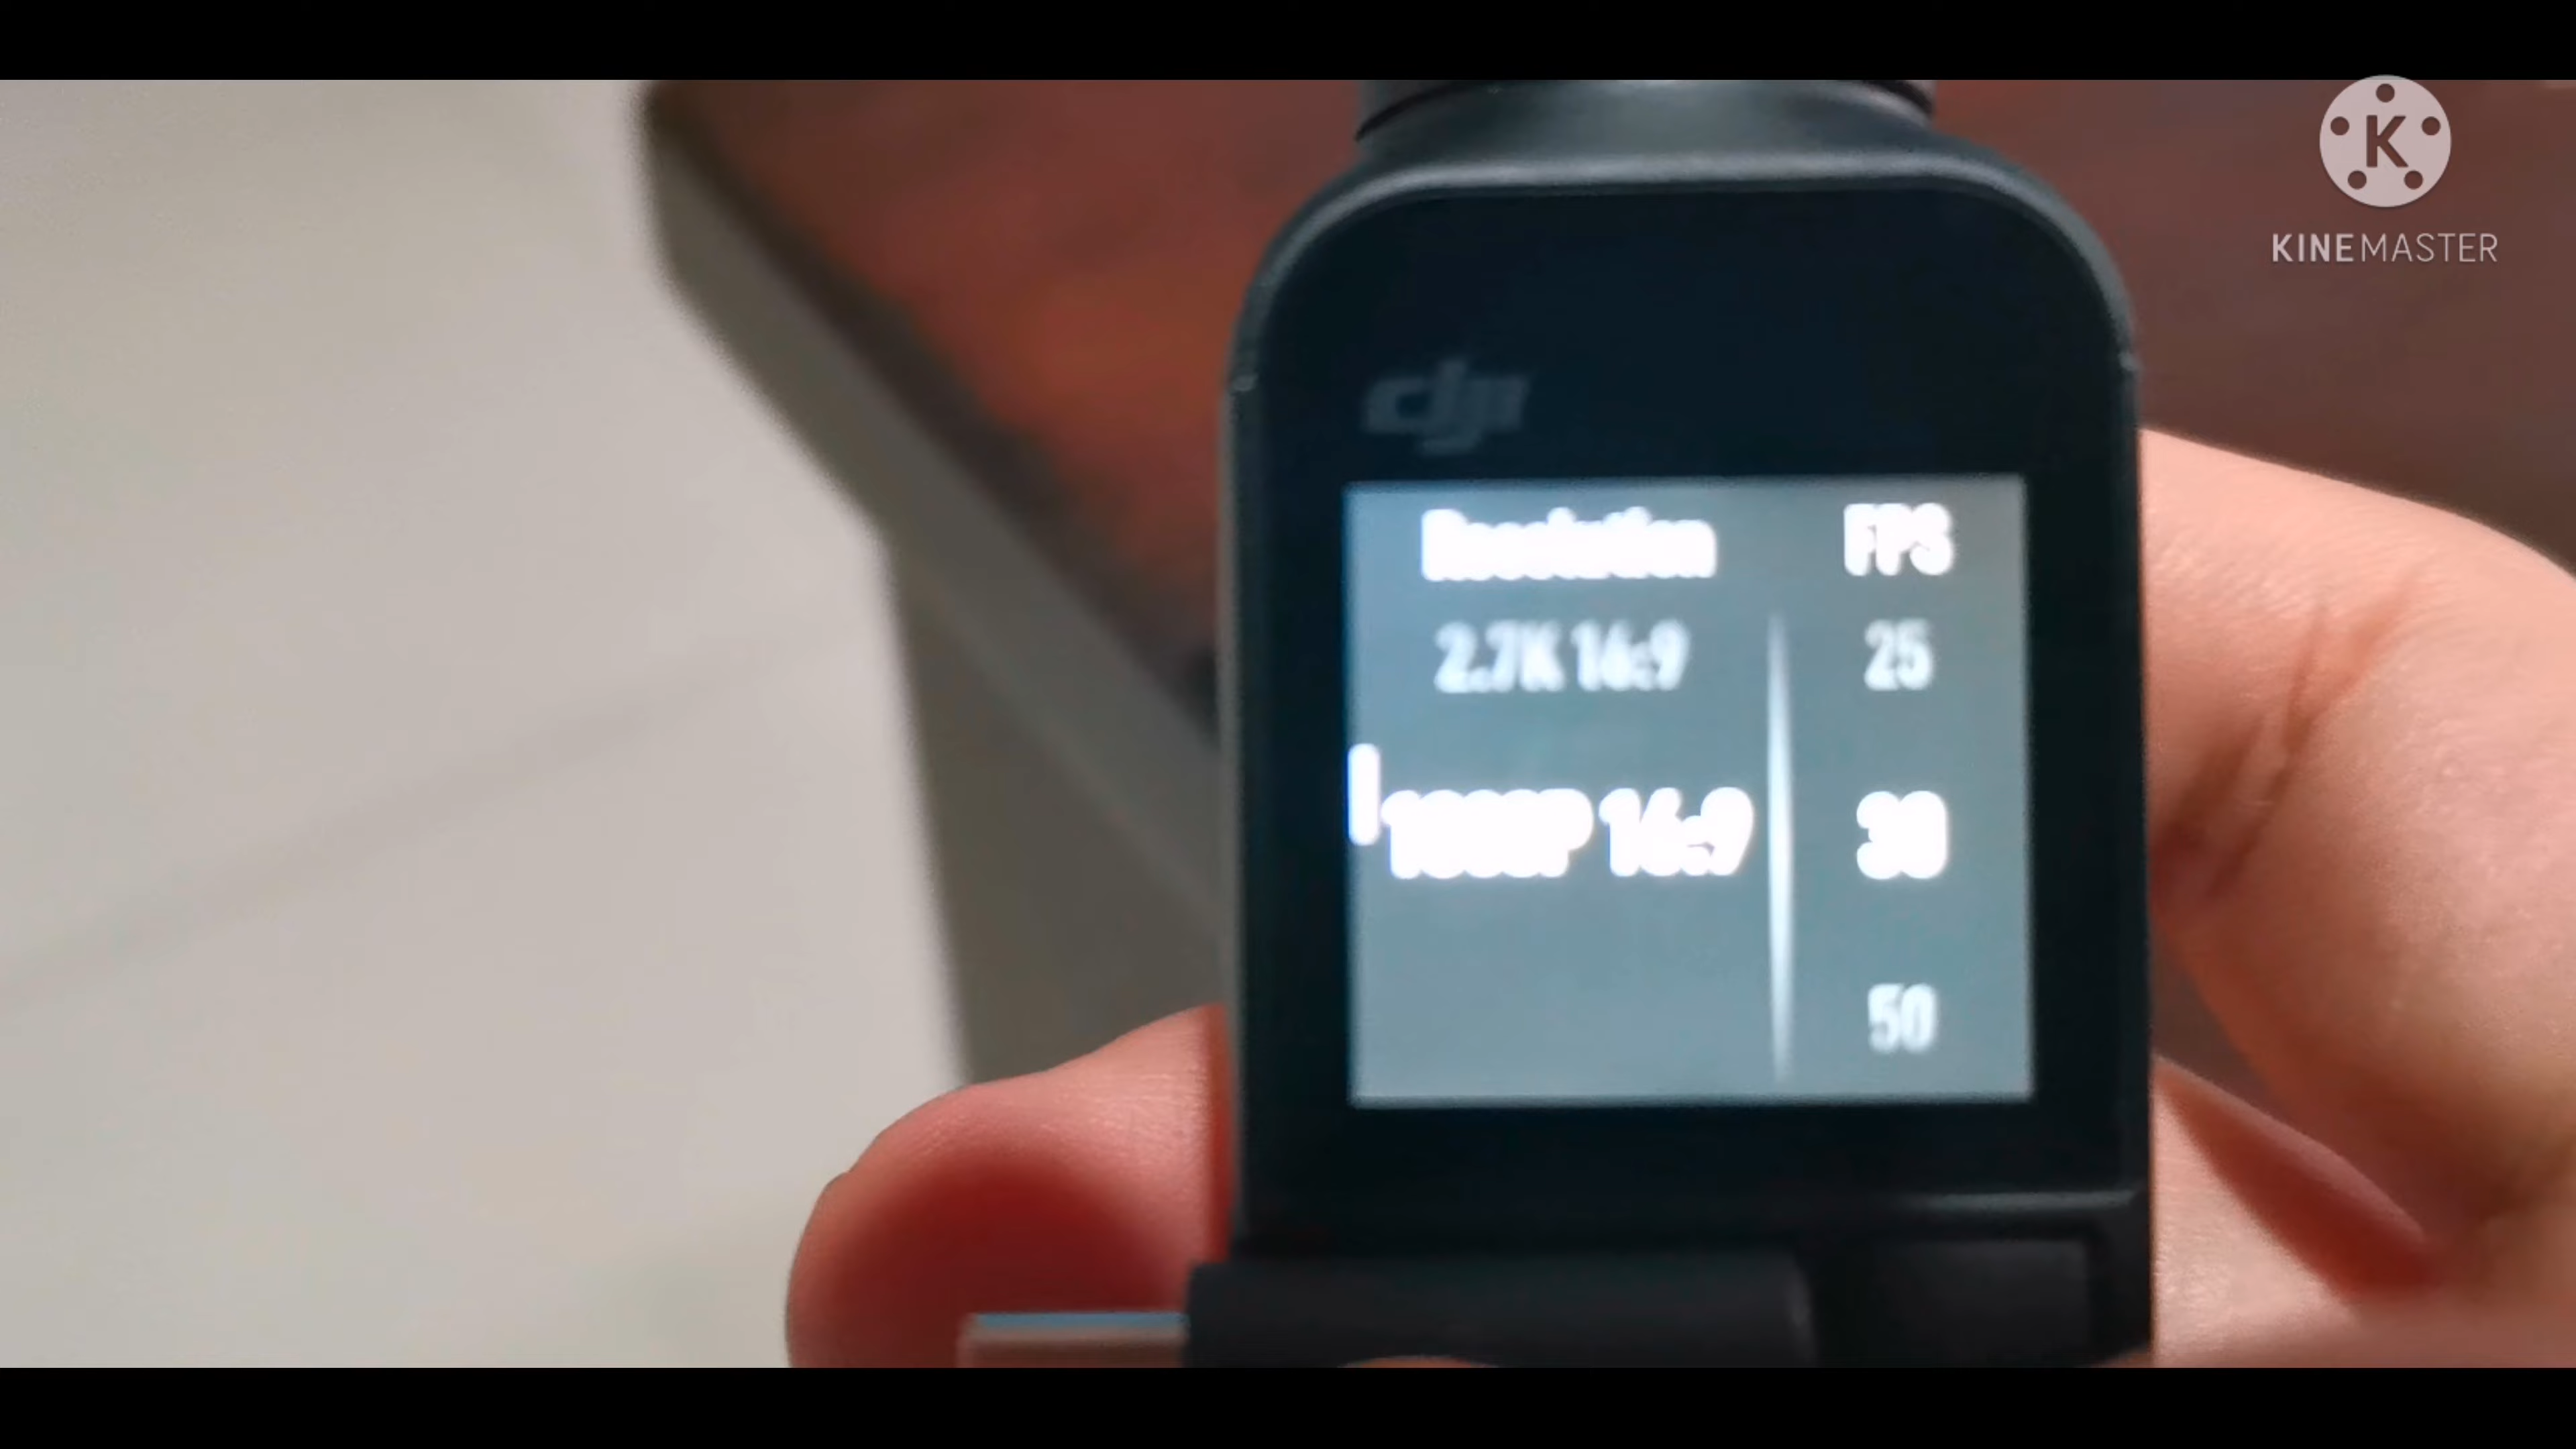 KINEMASTER
dji
Resolution FPS
2.7K 16:9 25
1080P 16:9 30
50